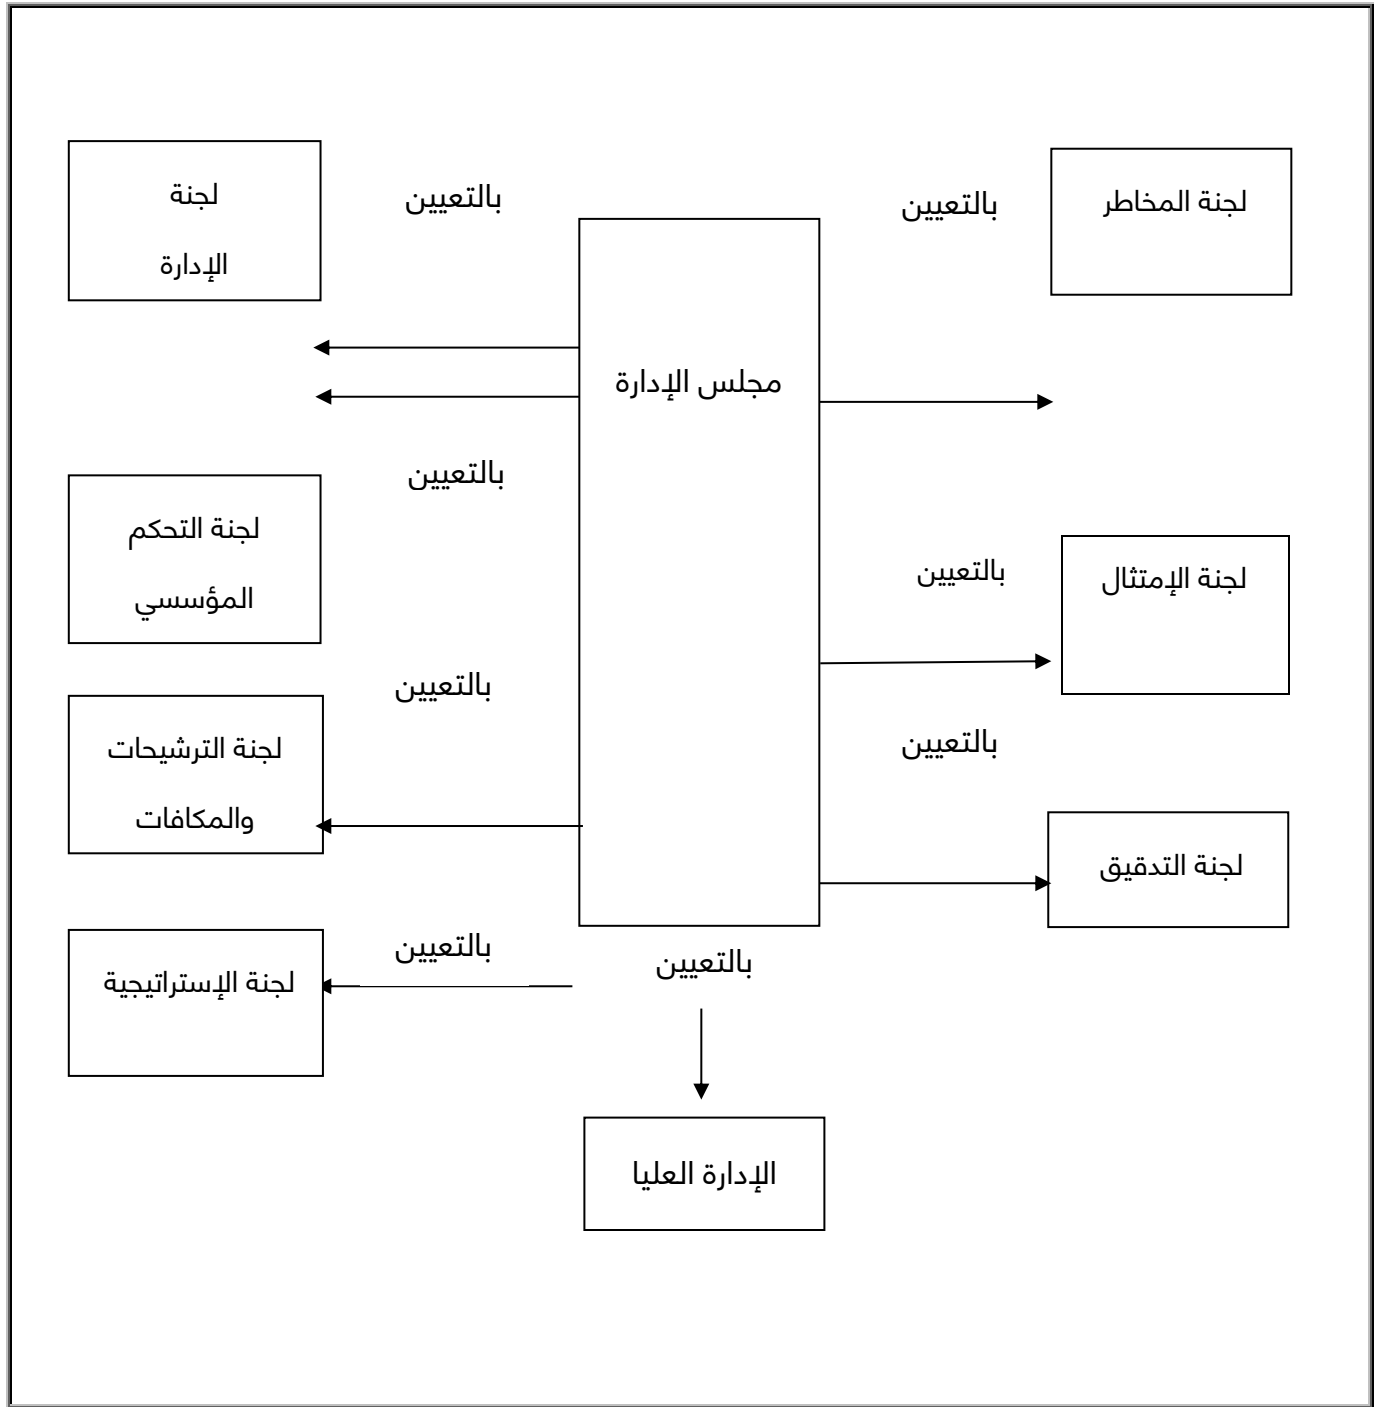 لجنة المخاطر
بالتعيين
بالتعيين
لجنة
الإدارة
مجلس الإدارة
بالتعيين
لجنة التحكم
المؤسسي
لجنة الإمتثال
بالتعيين
بالتعيين
لجنة الترشيحات
والمكافات
بالتعيين
لجنة التدقيق
بالتعيين
لجنة الإستراتيجية
بالتعيين
الإدارة العليا